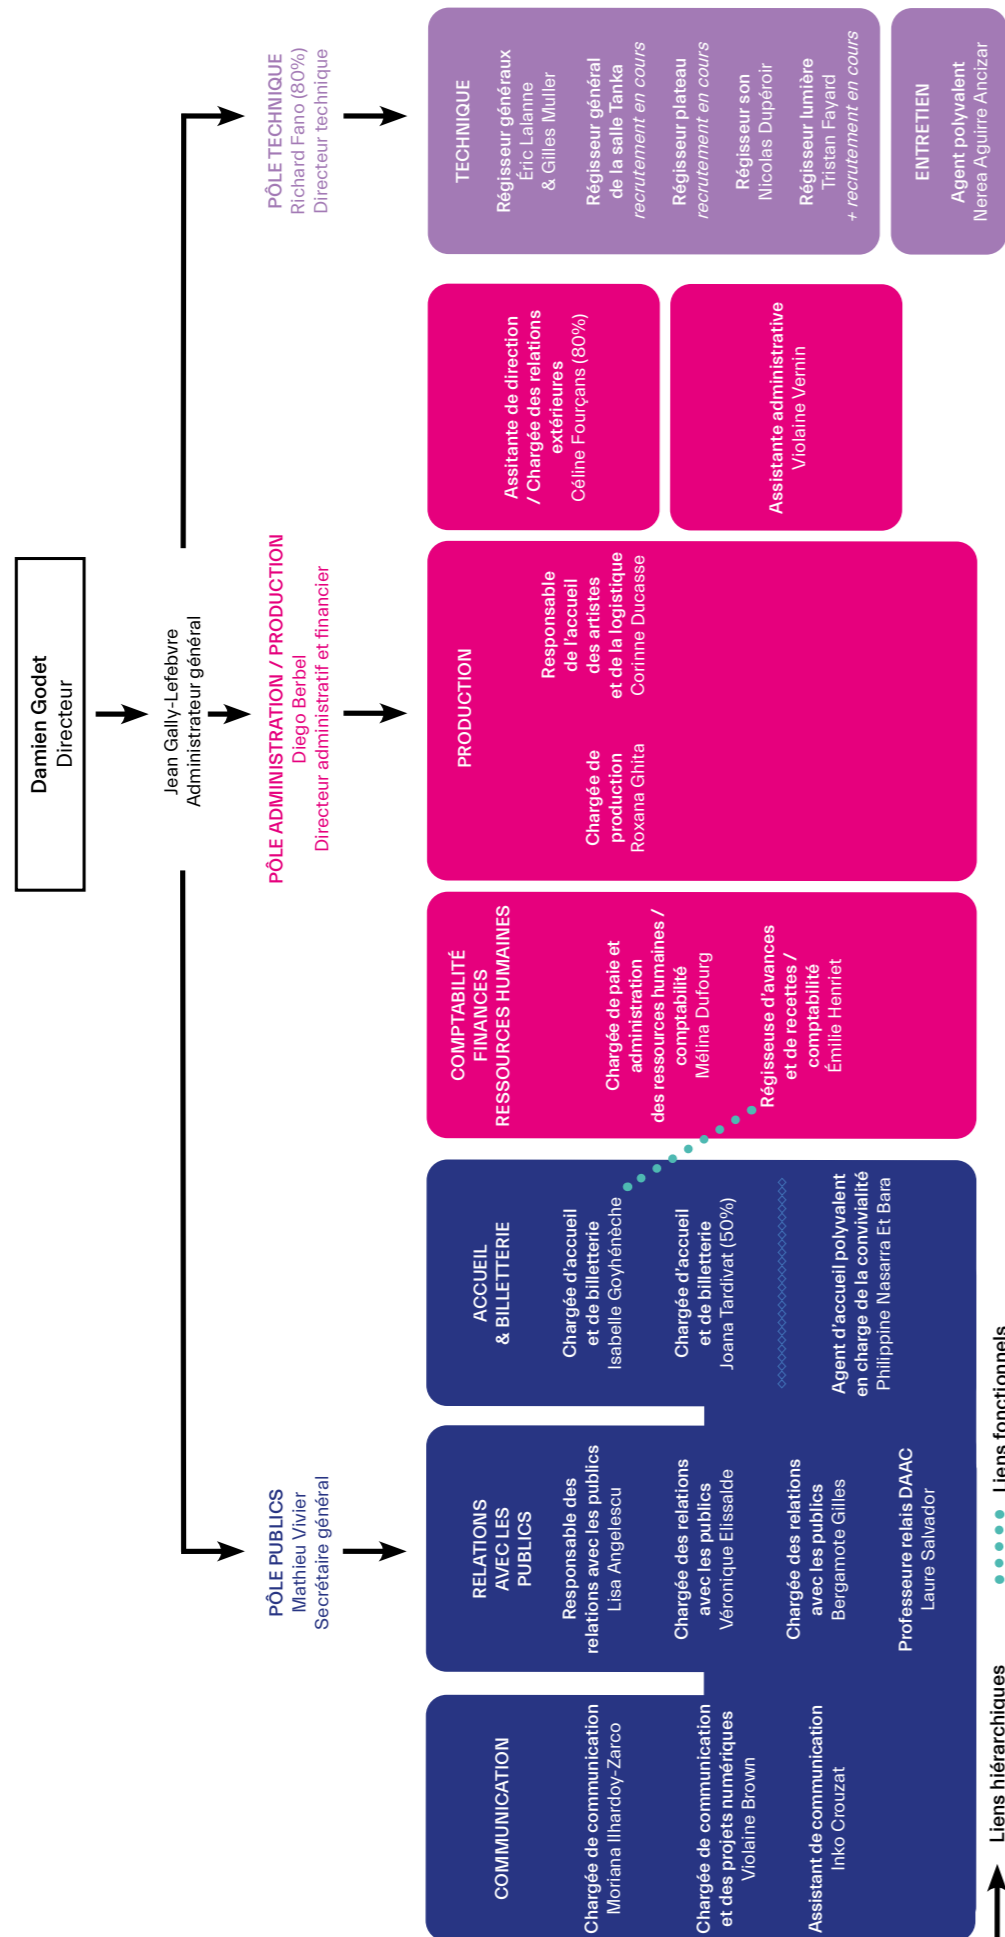 Damien Godet
Directeur
Jean Gally-Lefebvre
Administrateur général
PÔLE PUBLICS
Mathieu Vivier
Secrétaire général
PÔLE ADMINISTRATION / PRODUCTION
Diego Berbel
Directeur administratif et financier
PÔLE TECHNIQUE
Richard Fano (80%)
Directeur technique
COMMUNICATION
Chargée de communication
Moriana Ilhardoy-Zarco
Chargée de communication
et des projets numériques
Violaine Brown
Assistant de communication
Inko Crouzat
RELATIONS
AVEC LES
PUBLICS
Responsable des
relations avec les publics
Lisa Angelescu
Chargée des relations
avec les publics
Véronique Elissalde
Chargée des relations
avec les publics
Bergamote Gilles
Professeure relais DAAC
Laure Salvador
ACCUEIL
& BILLETTERIE
Chargée d'accueil
et de billetterie
Isabelle Goyhénèche
Chargée d'accueil
et de billetterie
Joana Tardivat (50%)
Agent d'accueil polyvalent
en charge de la convivialité
Philippine Nasarra Et Bara
COMPTABILITÉ
FINANCES
RESSOURCES HUMAINES
Chargée de paie et
administration
des ressources humaines /
comptabilité
Mélina Dufourg
Régisseuse d'avances
et de recettes /
comptabilité
Émilie Henriet
PRODUCTION
Chargée de
production
Roxana Ghita
Responsable
de l'accueil
des artistes
et de la logistique
Corinne Ducasse
Assitante de direction
/ Chargée des relations
extérieures
Céline Fourçans (80%)
Assistante administrative
Violaine Vernin
TECHNIQUE
Régisseur généraux
Éric Lalanne
& Gilles Muller
Régisseur général
de la salle Tanka
recrutement en cours
Régisseur plateau
recrutement en cours
Régisseur son
Nicolas Dupéroir
Régisseur lumière
Tristan Fayard
+ recrutement en cours
ENTRETIEN
Agent polyvalent
Nerea Aguirre Ancizar
Liens hiérarchiques
Liens fonctionnels